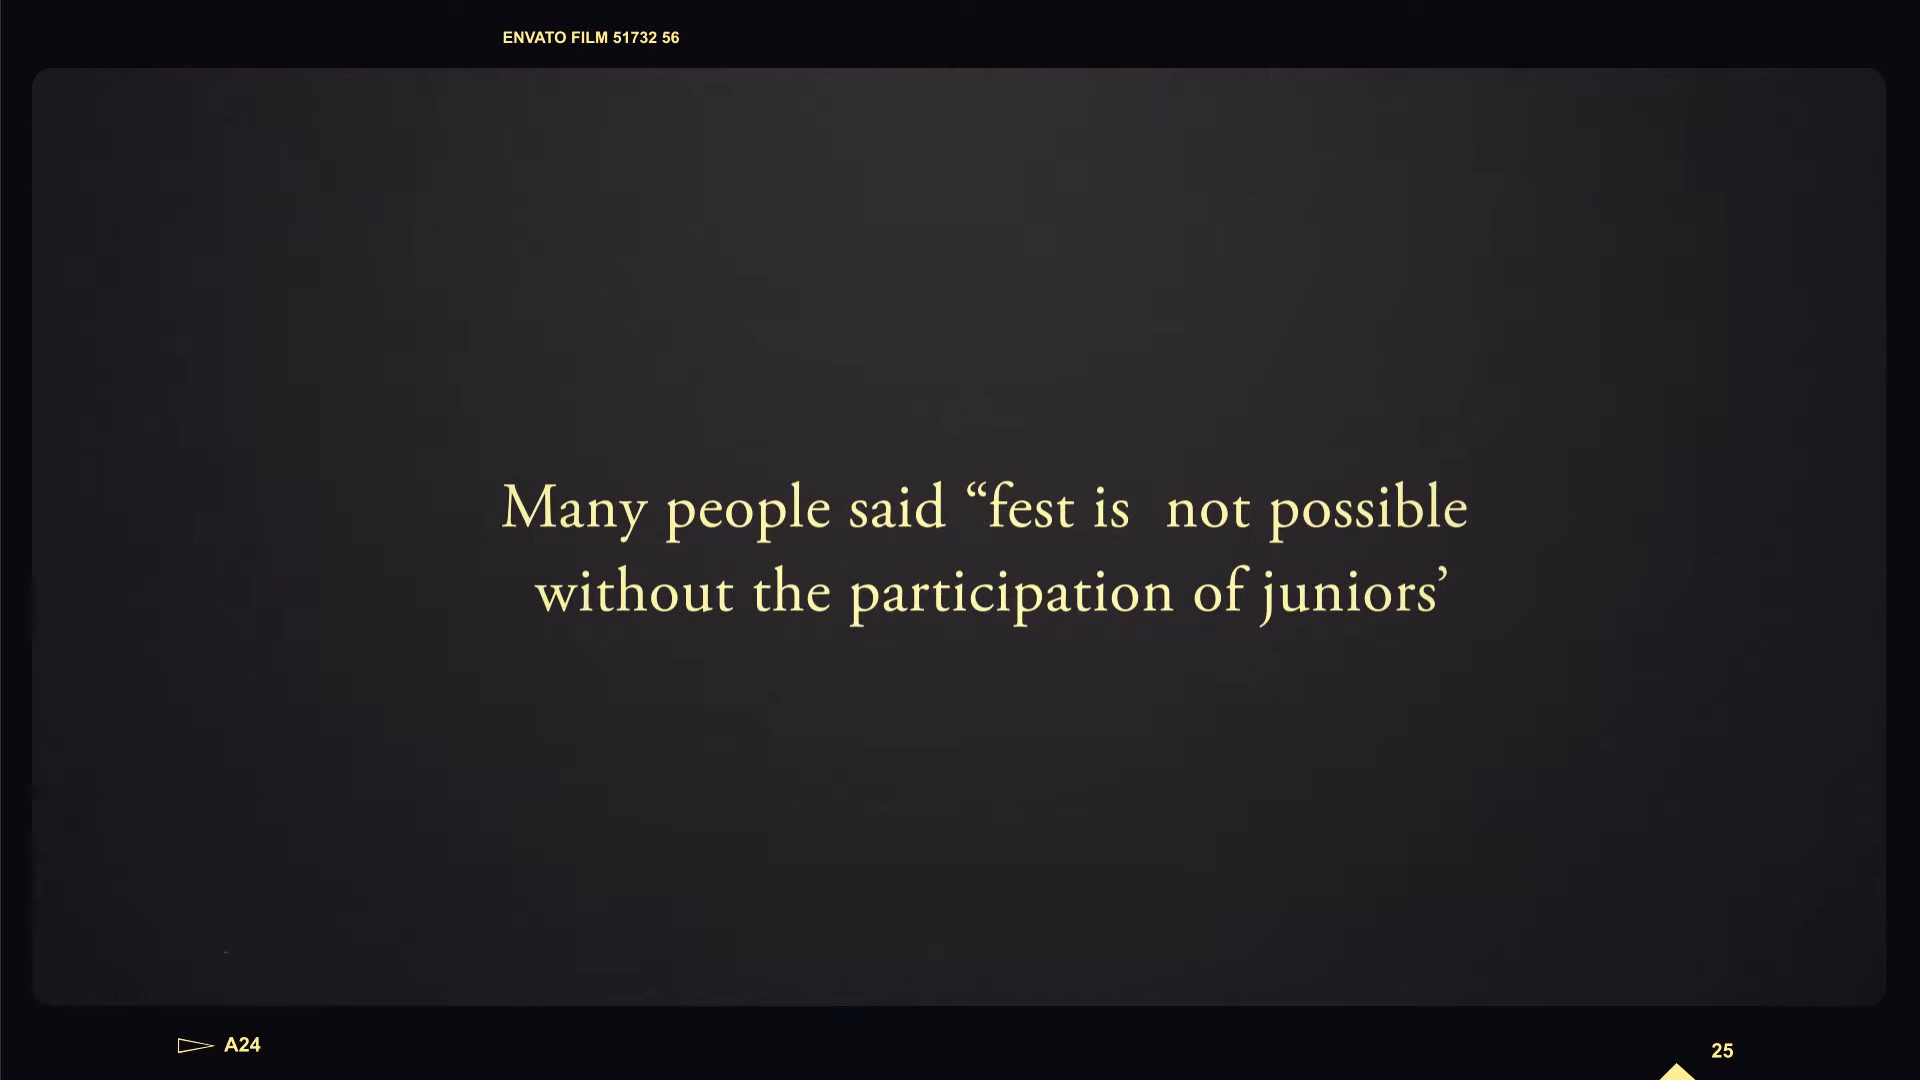 ENVATO FILM 51732 56
Many people said “fest is  not possible
without the participation of juniors’
A24
25